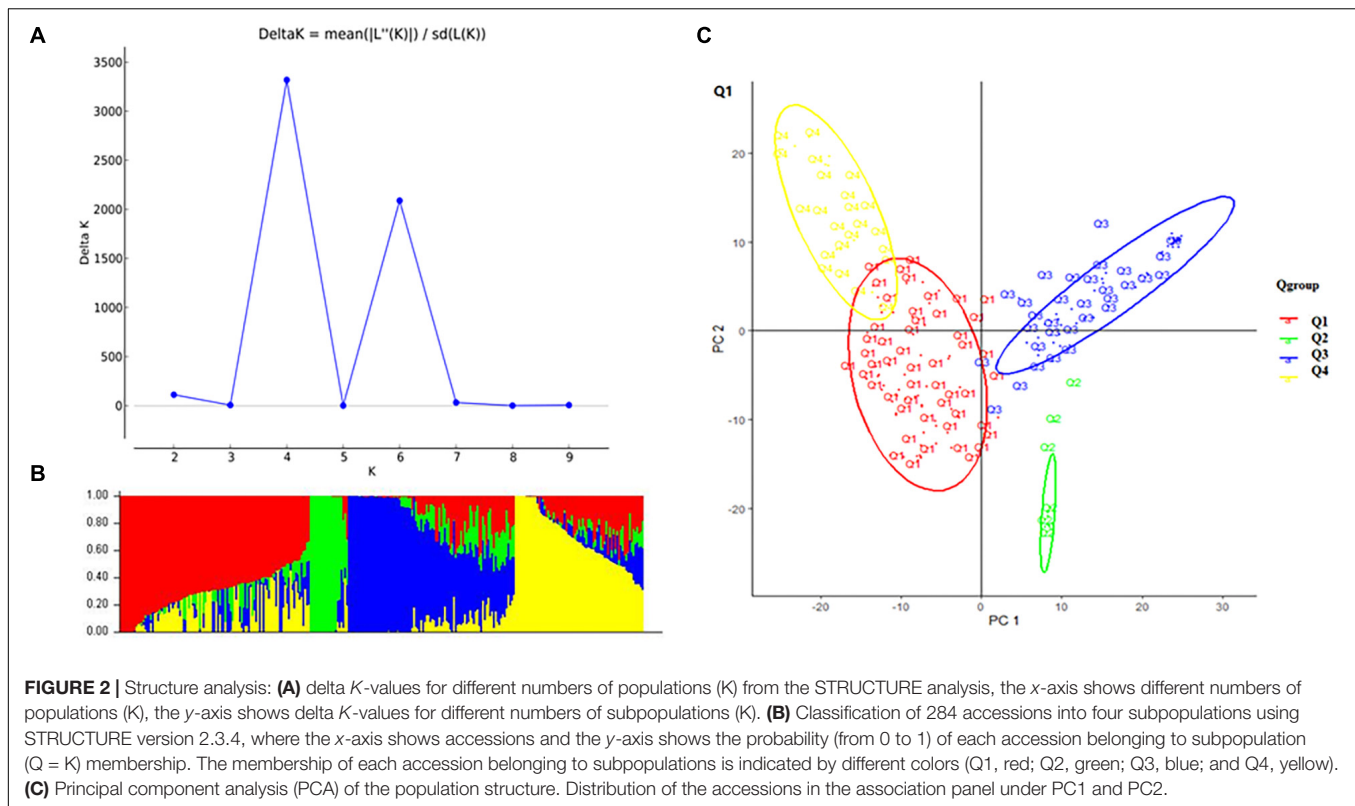 A
DeltaK = mean(|L''(K)|) / sd(L(K))
3500
3000
2500
2000
1500
1000
500
0
Delta K
2 3 4 5 6 7 8 9
K
B
1.00
0.80
0.60
0.40
0.20
0.00
C
Q1
20
10
0
-10
-20
PC 2
-20 -10 0 10 20 30
PC 1
Qgroup
Q1
Q2
Q3
Q4
FIGURE 2 | Structure analysis: (A) delta K-values for different numbers of populations (K) from the STRUCTURE analysis, the x-axis shows different numbers of
populations (K), the y-axis shows delta K-values for different numbers of subpopulations (K). (B) Classification of 284 accessions into four subpopulations using
STRUCTURE version 2.3.4, where the x-axis shows accessions and the y-axis shows the probability (from 0 to 1) of each accession belonging to subpopulation
(Q = K) membership. The membership of each accession belonging to subpopulations is indicated by different colors (Q1, red; Q2, green; Q3, blue; and Q4, yellow).
(C) Principal component analysis (PCA) of the population structure. Distribution of the accessions in the association panel under PC1 and PC2.